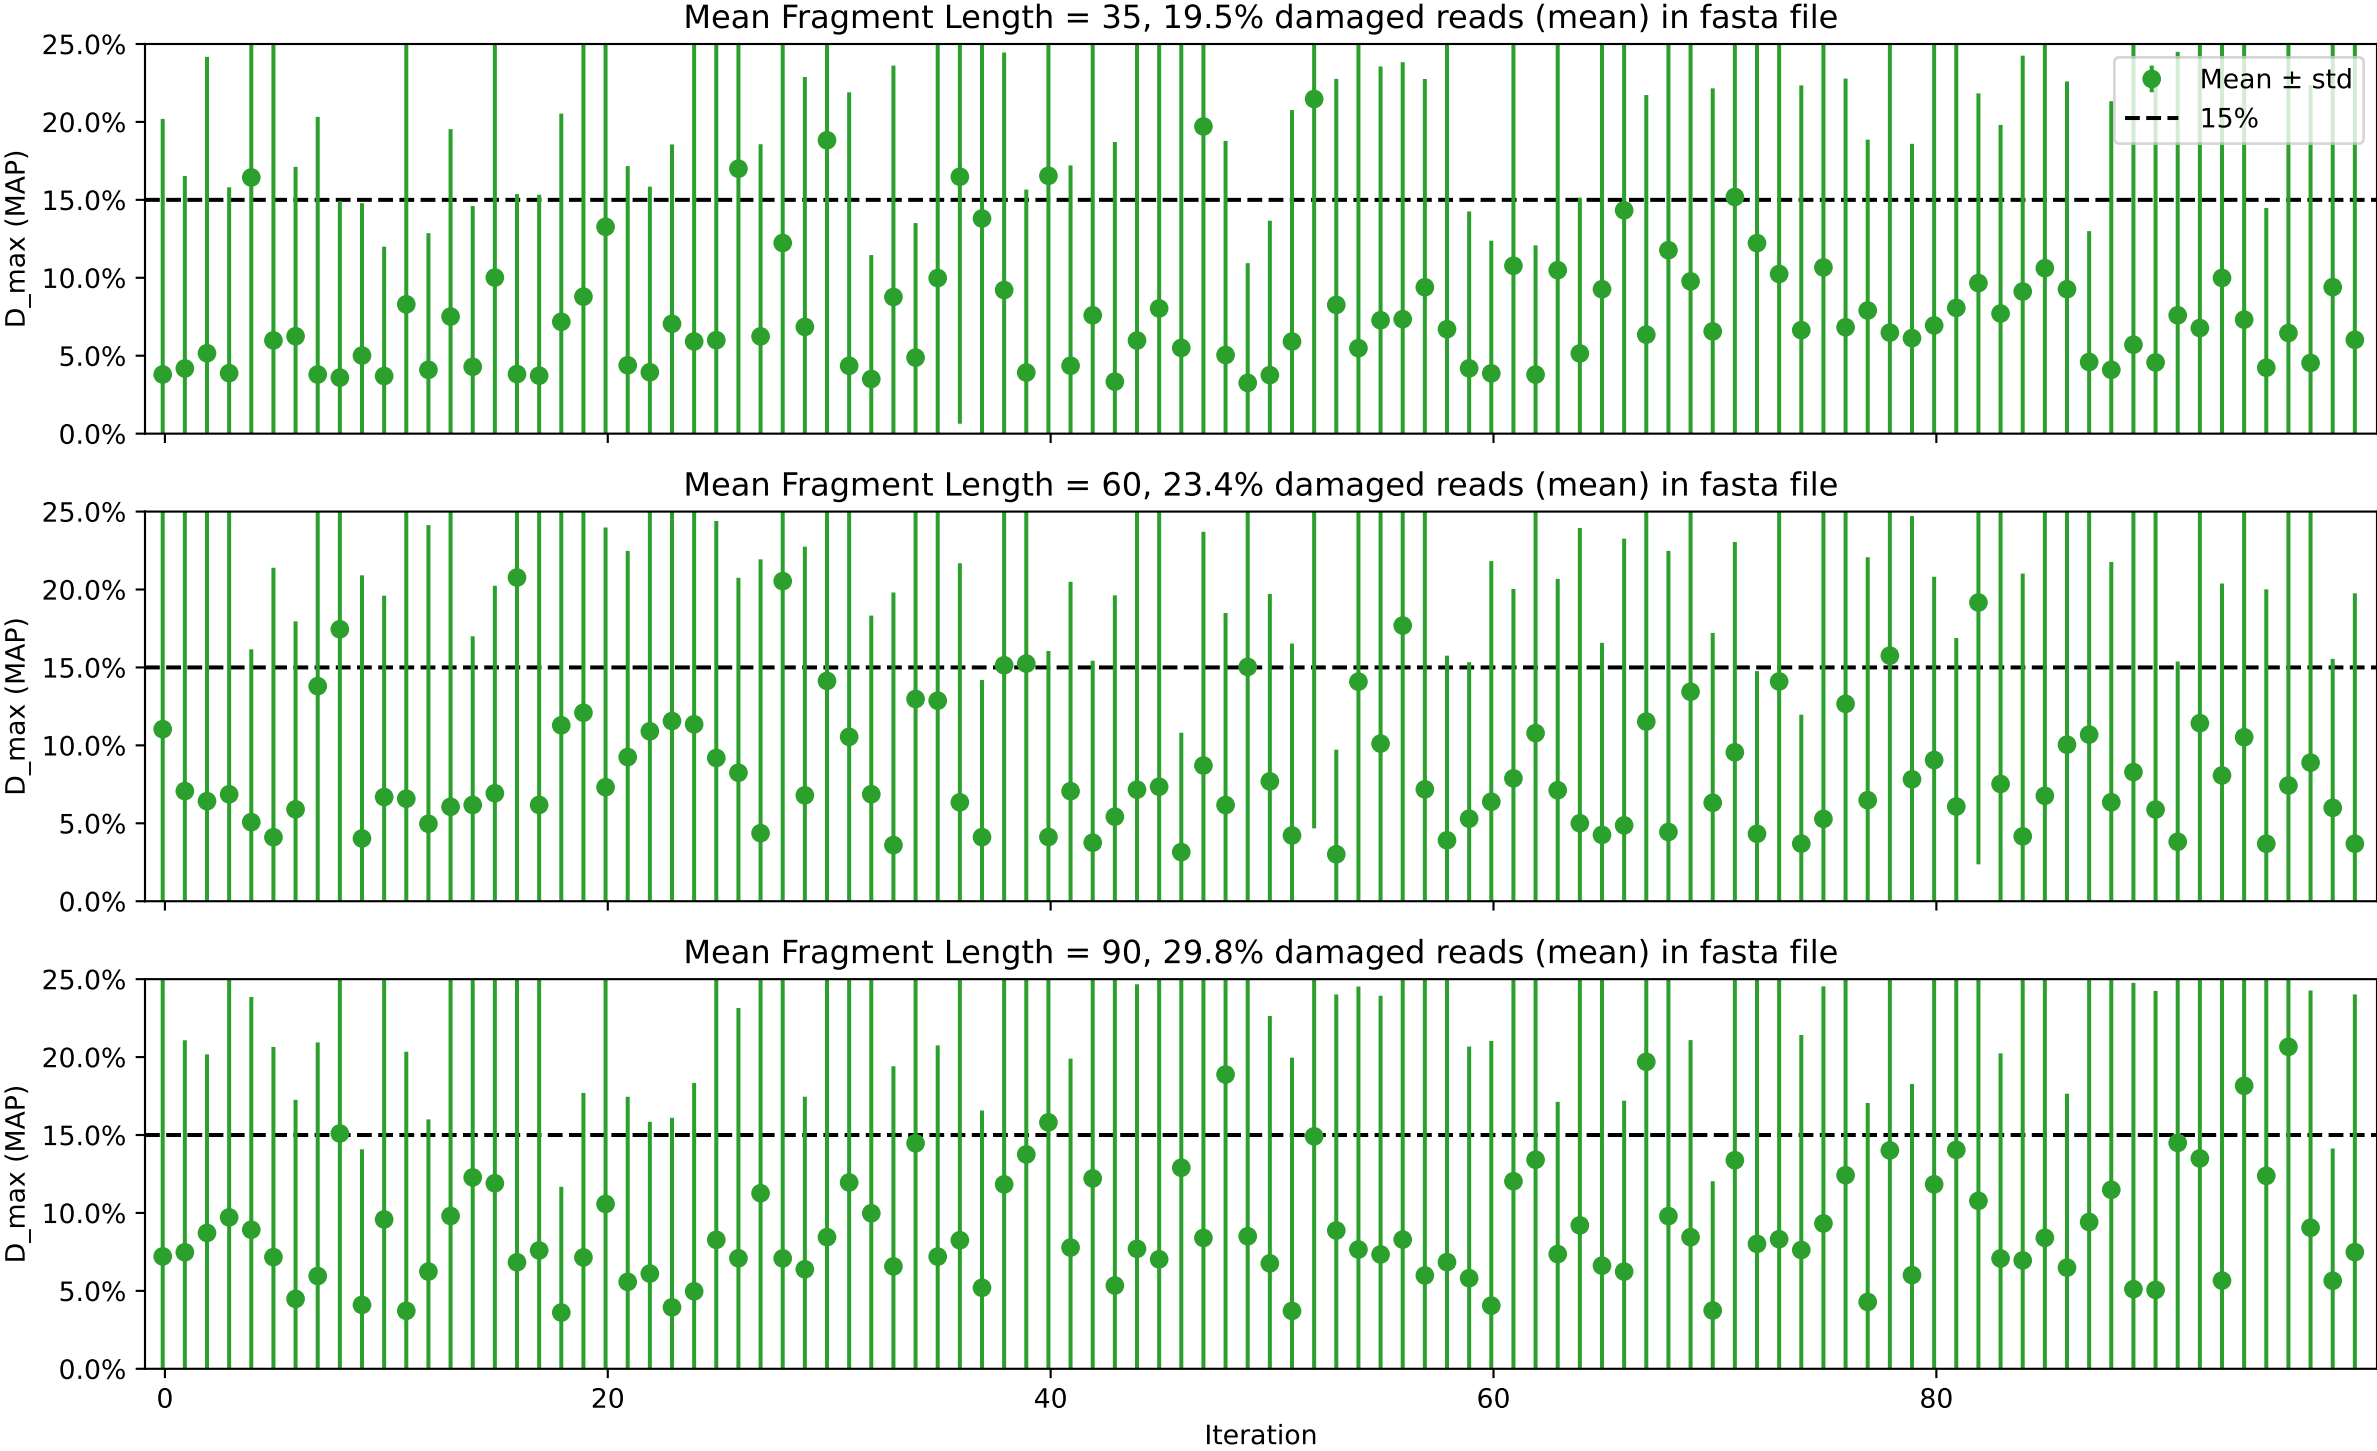 Mean Fragment Length = 35, 19.5% damaged reads (mean) in fasta file
25.0%
20.0%
15.0%
10.0%
5.0%
0.0%
D_max (MAP)
Mean ± std
15%
Mean Fragment Length = 60, 23.4% damaged reads (mean) in fasta file
25.0%
20.0%
15.0%
10.0%
5.0%
0.0%
D_max (MAP)
Mean Fragment Length = 90, 29.8% damaged reads (mean) in fasta file
25.0%
20.0%
15.0%
10.0%
5.0%
0.0%
D_max (MAP)
0 20 40 60 80
Iteration